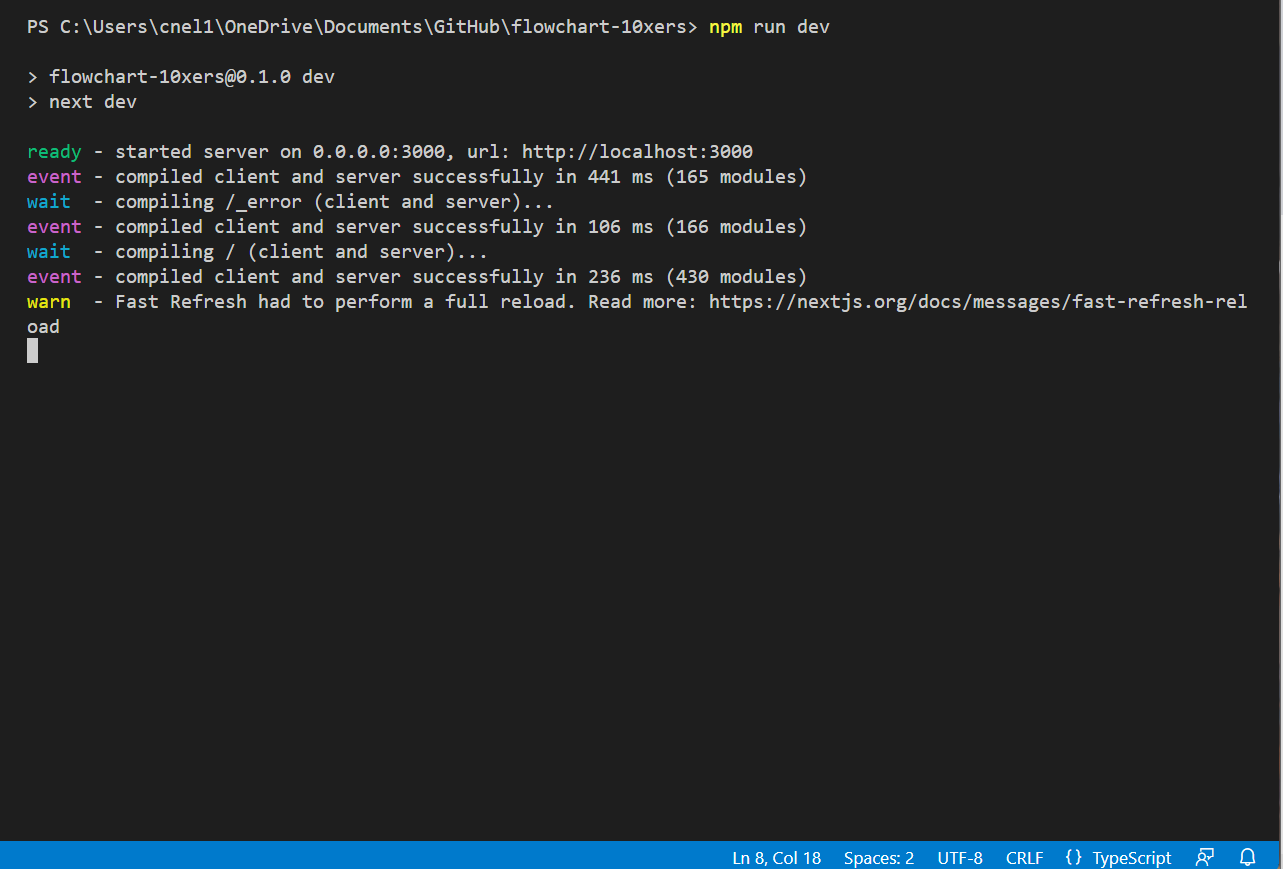 PS C:\Users\cnel1\OneDrive\Documents\GitHub\flowchart-10xers> npm run dev
> flowchart-10xers@0.1.0 dev
> next dev
ready - started server on 0.0.0.0:3000, url: http://localhost:3000
event - compiled client and server successfully in 441 ms (165 modules)
wait  - compiling /_error (client and server)...
event - compiled client and server successfully in 106 ms (166 modules)
wait  - compiling / (client and server)...
event - compiled client and server successfully in 236 ms (430 modules)
warn  - Fast Refresh had to perform a full reload. Read more: https://nextjs.org/docs/messages/fast-refresh-rel
oad
Ln 8, Col 18 Spaces: 2 UTF-8 CRLF {} TypeScript